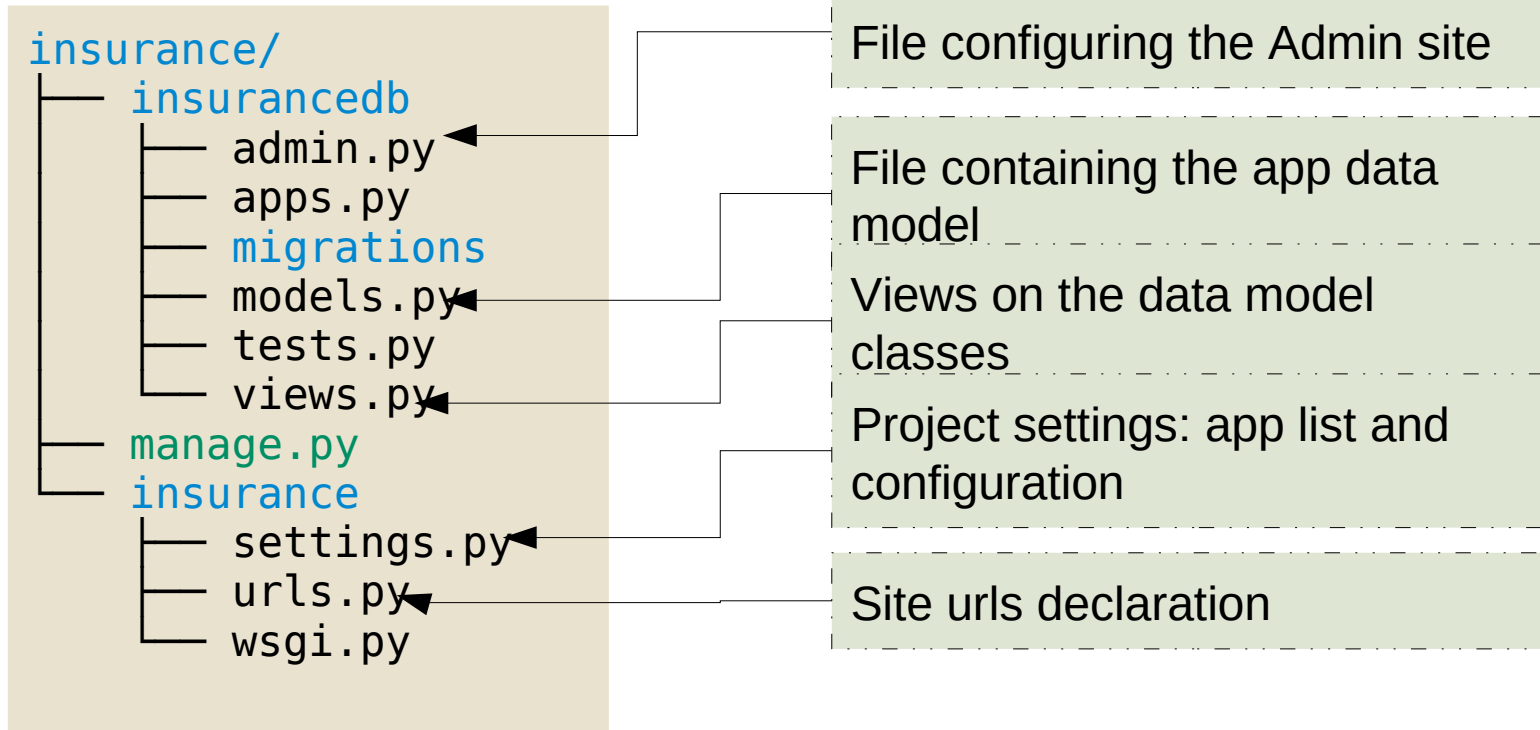 insurance/
insurancedb
admin.py
apps.py
migrations
models.py
tests.py
views.py
manage.py
insurance
settings.py
urls.py
wsgi.py
File configuring the Admin site
File containing the app data
model
Views on the data model
classes
Project settings: app list and
configuration
Site urls declaration